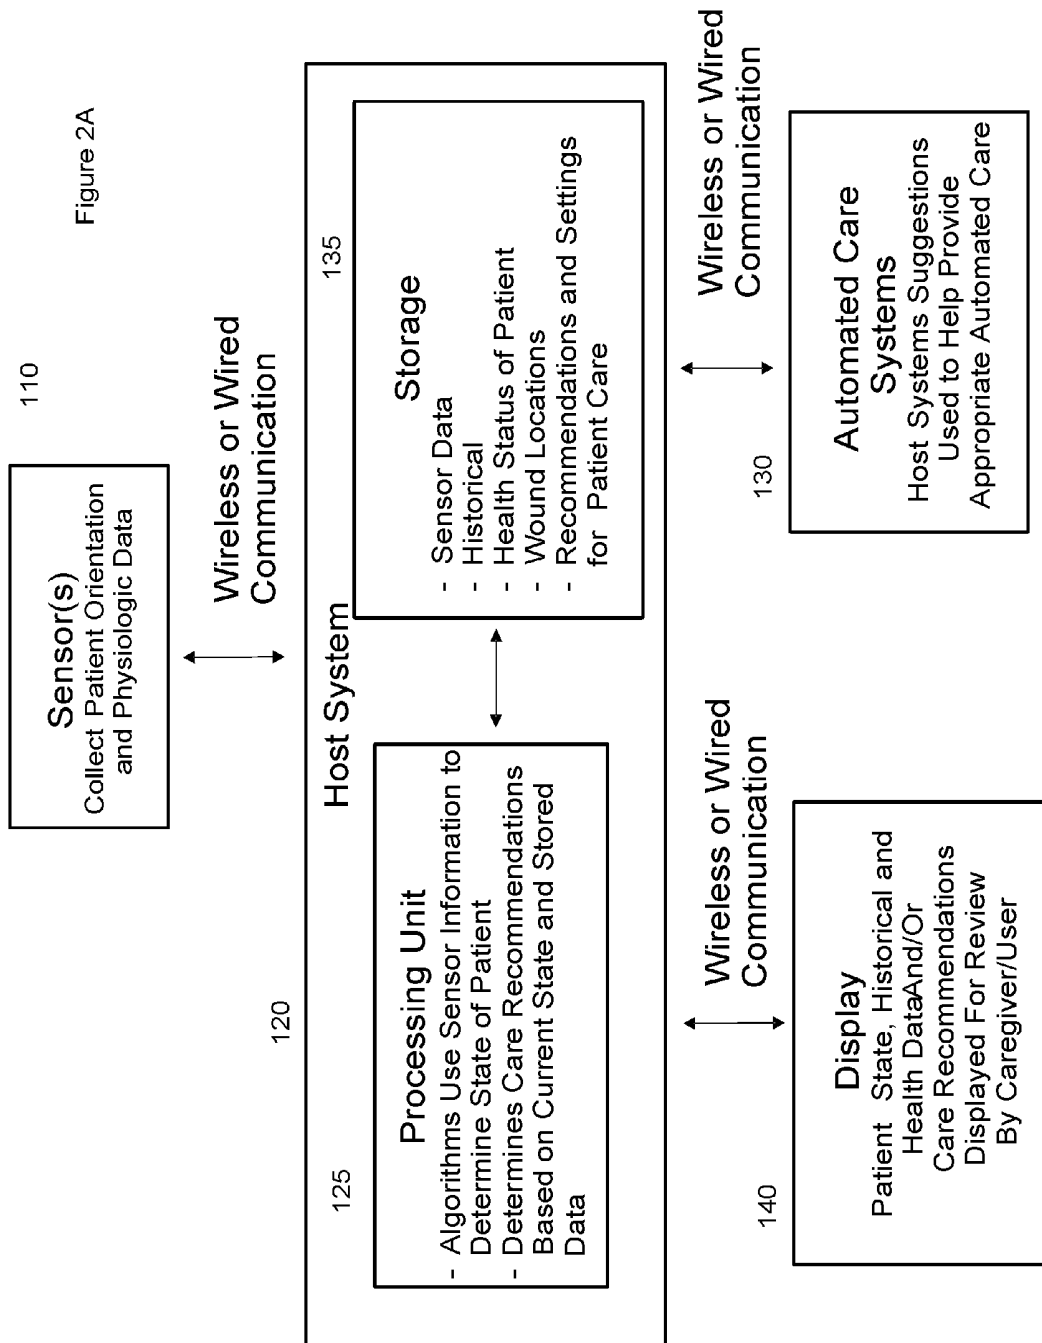 Figure 2A
110
Sensor(s)
Collect Patient Orientation
and Physiologic Data
Wireless or Wired
Communication
120
Host System
125
Processing Unit
- Algorithms Use Sensor Information to
Determine State of Patient
- Determines Care Recommendations
Based on Current State and Stored
Data
135
Storage
- Sensor Data
- Historical
- Health Status of Patient
- Wound Locations
- Recommendations and Settings
for Patient Care
Wireless or Wired
Communication
Wireless or Wired
Communication
140
Display
Patient State, Historical and
Health DataAnd/Or
Care Recommendations
Displayed For Review
By Caregiver/User
130
Automated Care
Systems
Host Systems Suggestions
Used to Help Provide
Appropriate Automated Care